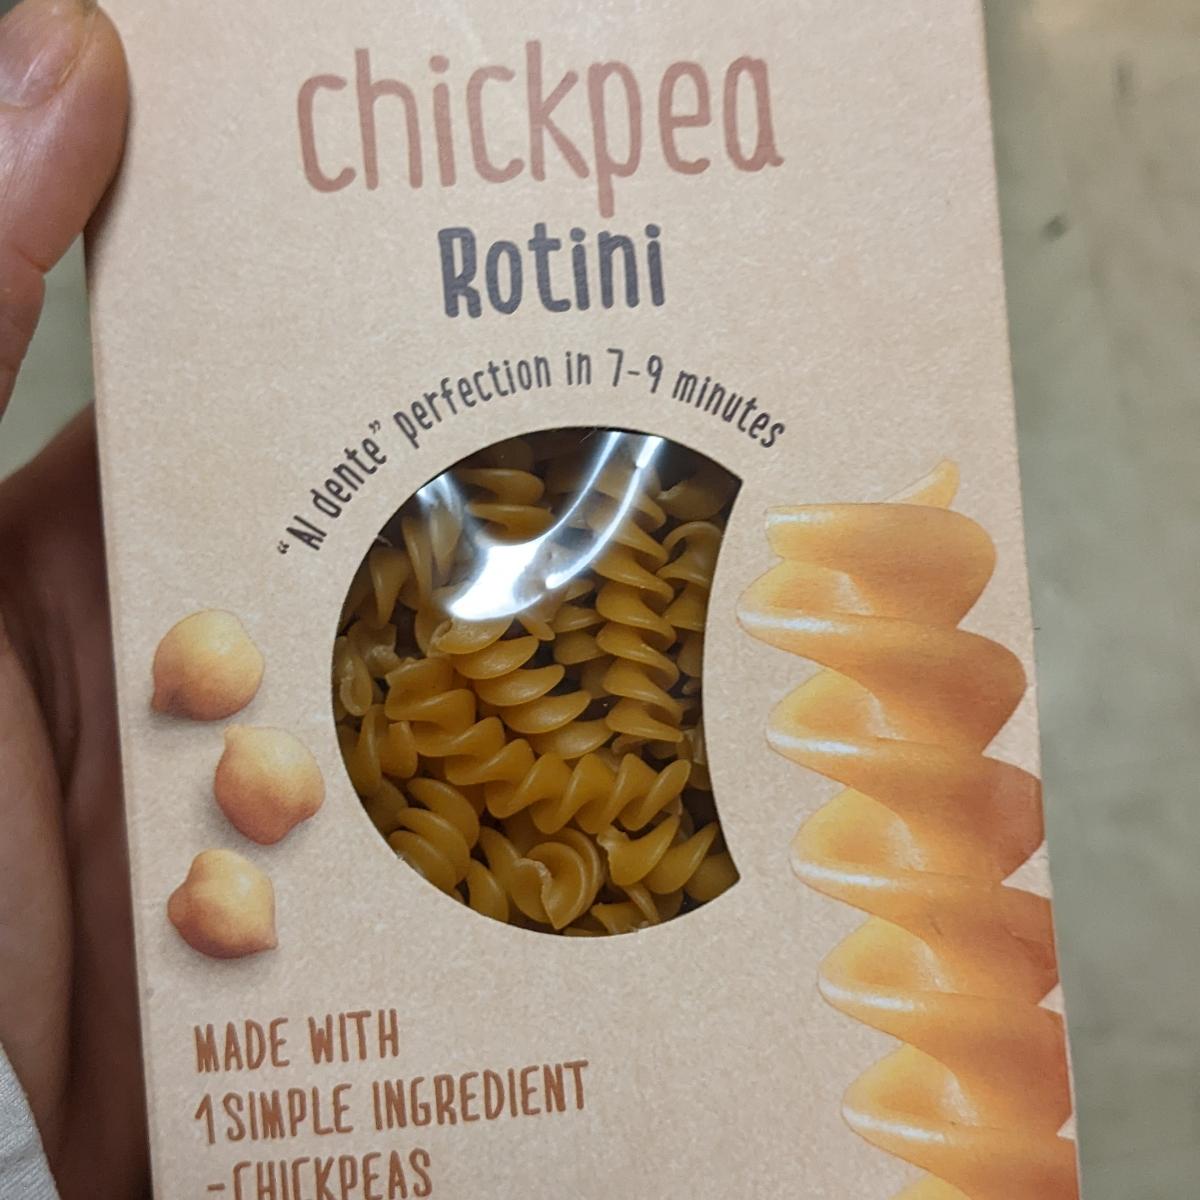 chickpea
Rotini
“Al dente” perfection in 7-9 minutes
MADE WITH
1 SIMPLE INGREDIENT
-CHICKPEAS